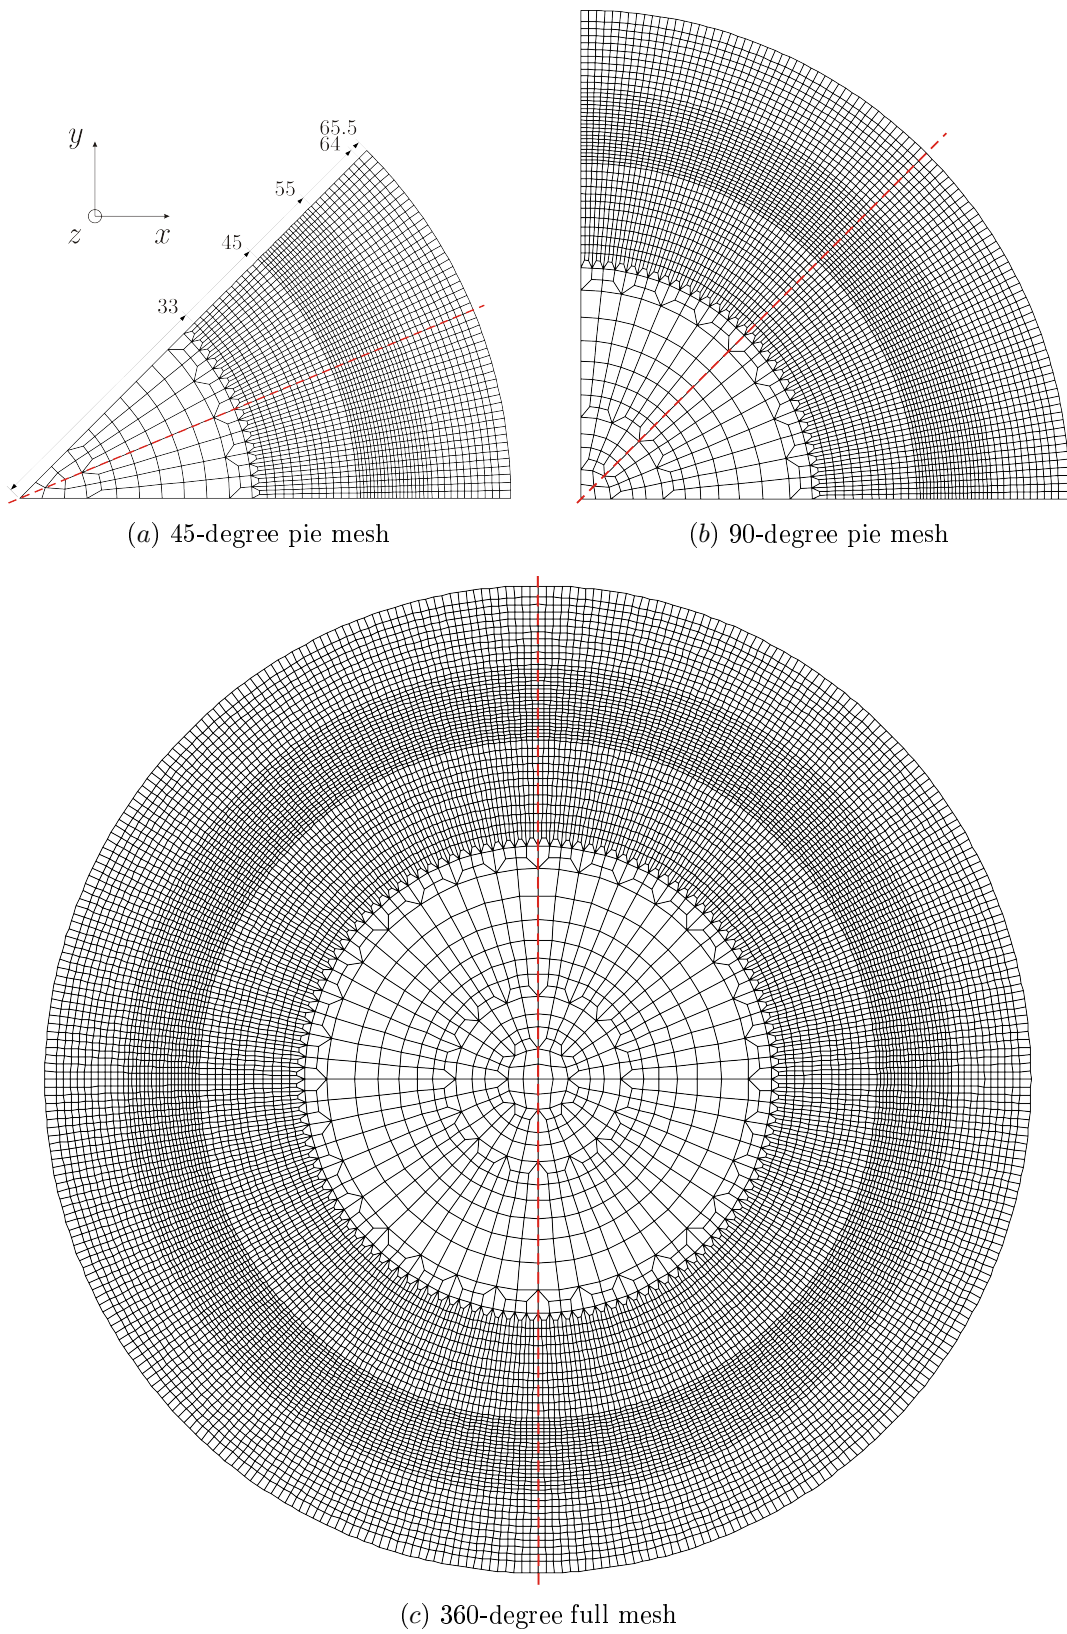 65.5
64
y
55
45
z
x
33
(a) 45-degree pie mesh
(b) 90-degree pie mesh
(c) 360-degree full mesh